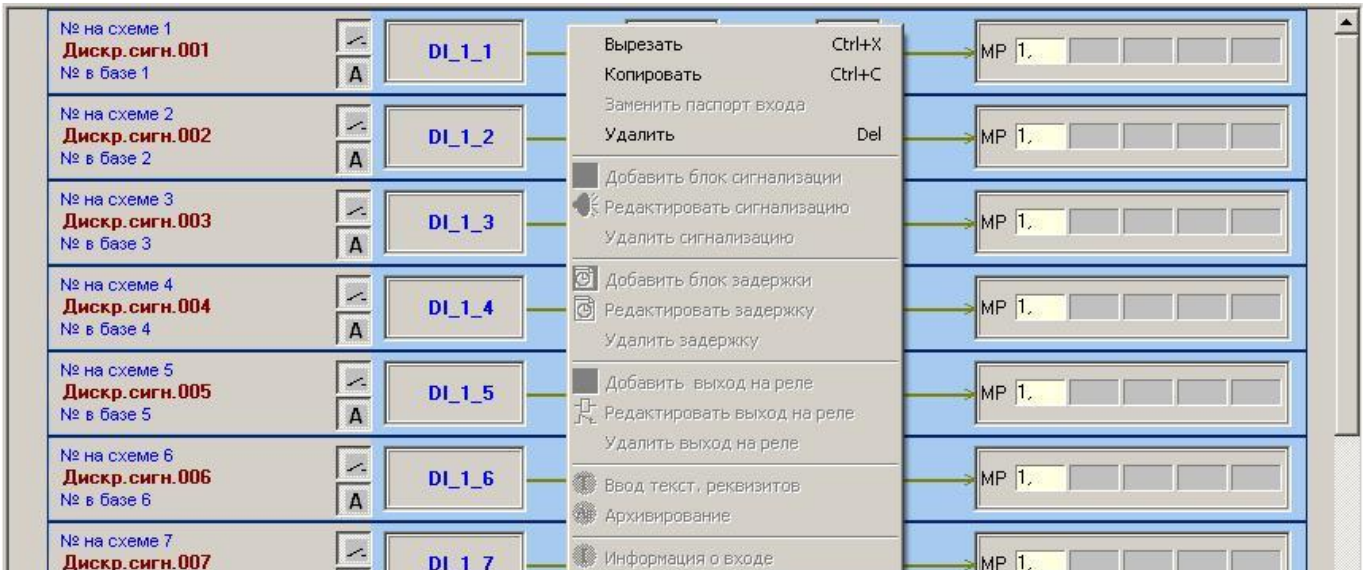 № на схеме 1
Дискр.сигн.001
№ в базе 1
A
DI_1_1
MP 1,
№ на схеме 2
Дискр.сигн.002
№ в базе 2
A
DI_1_2
MP 1,
№ на схеме 3
Дискр.сигн.003
№ в базе 3
A
DI_1_3
MP 1,
№ на схеме 4
Дискр.сигн.004
№ в базе 4
A
DI_1_4
MP 1,
№ на схеме 5
Дискр.сигн.005
№ в базе 5
A
DI_1_5
MP 1,
№ на схеме 6
Дискр.сигн.006
№ в базе 6
A
DI_1_6
MP 1,
№ на схеме 7
Дискр.сигн.007
DI_1_7
MP 1,
Вырезать Ctrl+X
Копировать Ctrl+C
Заменить паспорт входа
Удалить Del
Добавить блок сигнализации
Редактировать сигнализацию
Удалить сигнализацию
Добавить блок задержки
Редактировать задержку
Удалить задержку
Добавить выход на реле
Редактировать выход на реле
Удалить выход на реле
Ввод текст. реквизитов
Архивирование
Информация о входе